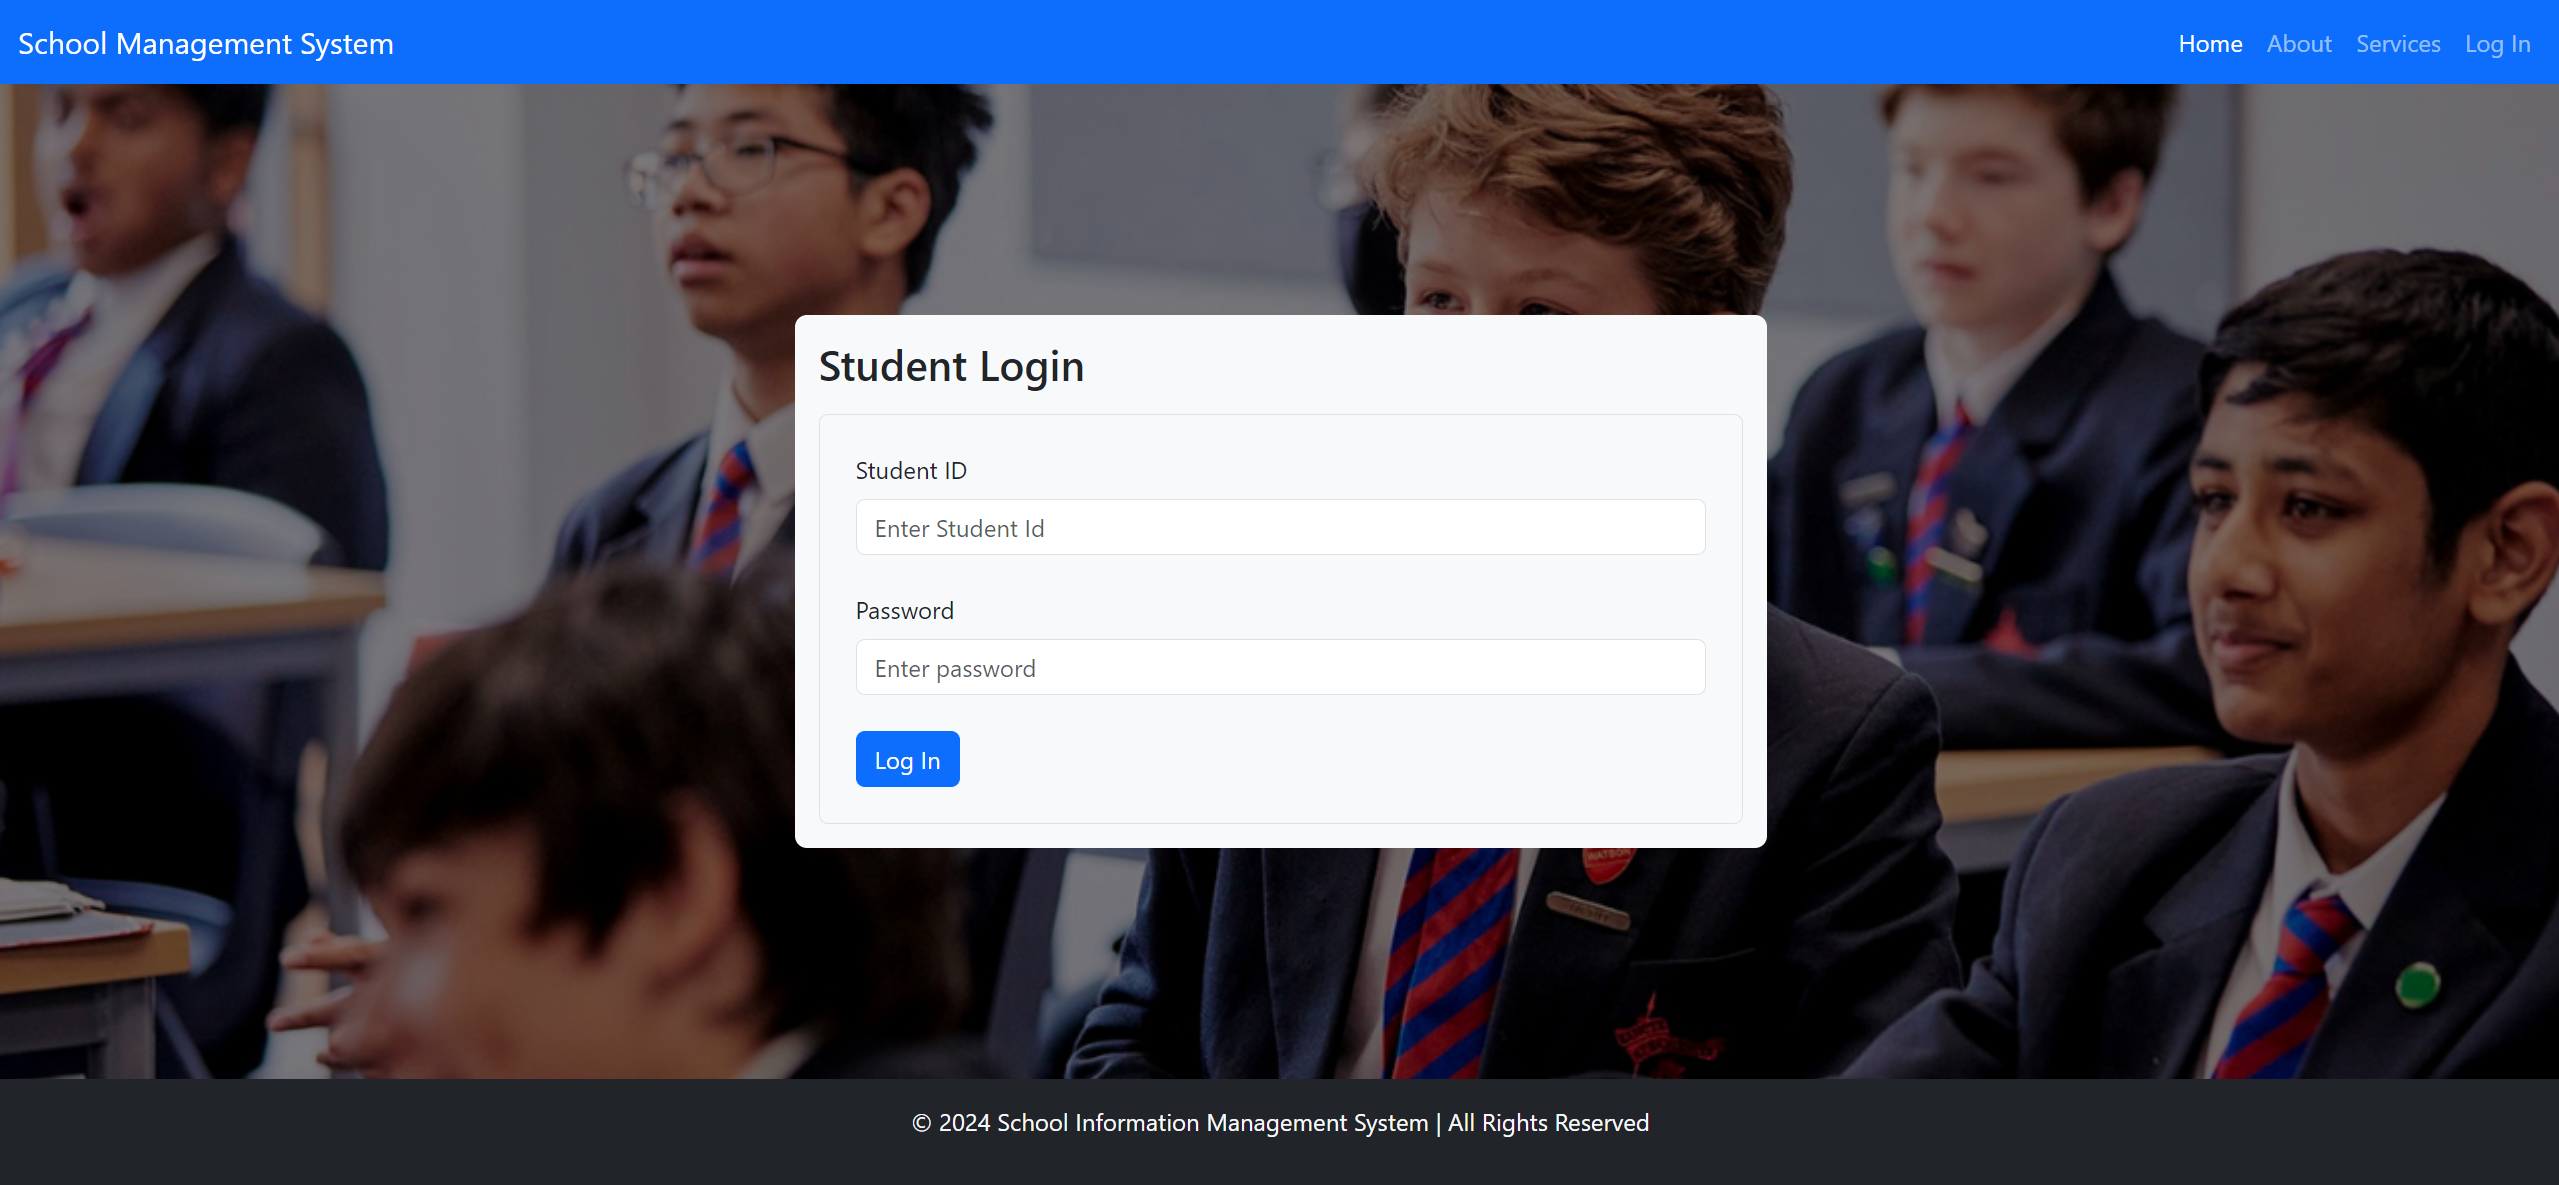 School Management System
Home About Services Log In
Student Login
Student ID
Enter Student Id
Password
Enter password
Log In
WATSON
© 2024 School Information Management System | All Rights Reserved